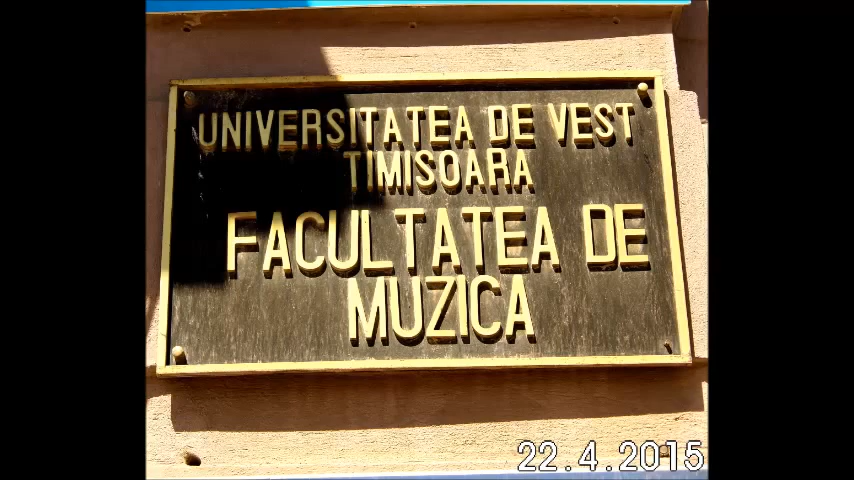 UNIVERSITATEA DE VEST
TIMISOARA
FACULTATEA DE
MUZICA
22.4.2015